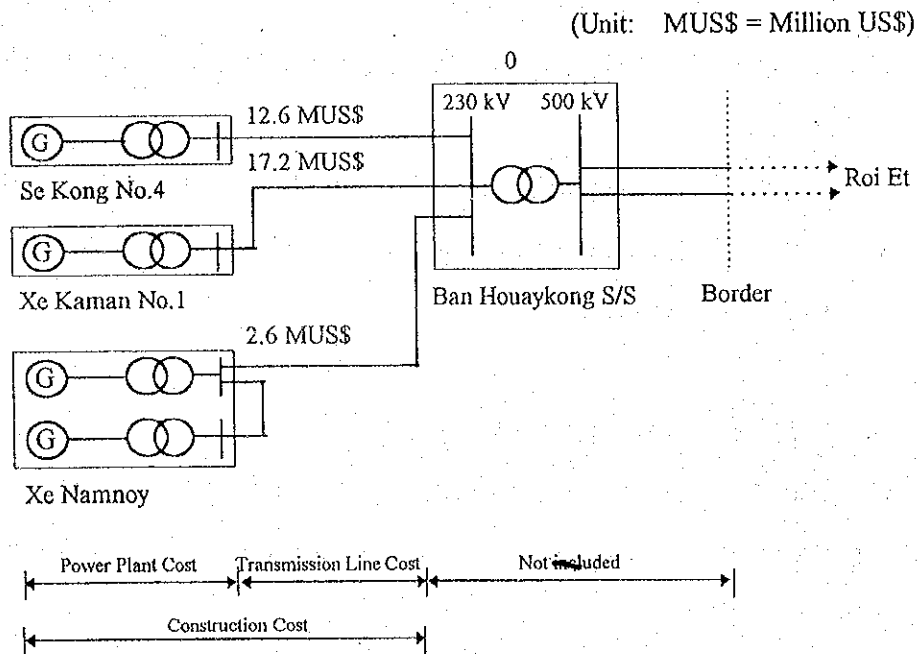 (Unit: MUS$ = Million US$)
0
230 kV 500 kV
12.6 MUS$
G
Se Kong No.4
17.2 MUS$
Roi Et
G
Xe Kaman No.1
Ban Houaykong S/S
Border
2.6 MUS$
G
G
Xe Namnoy
Power Plant Cost
Transmission Line Cost
Not included
Construction Cost